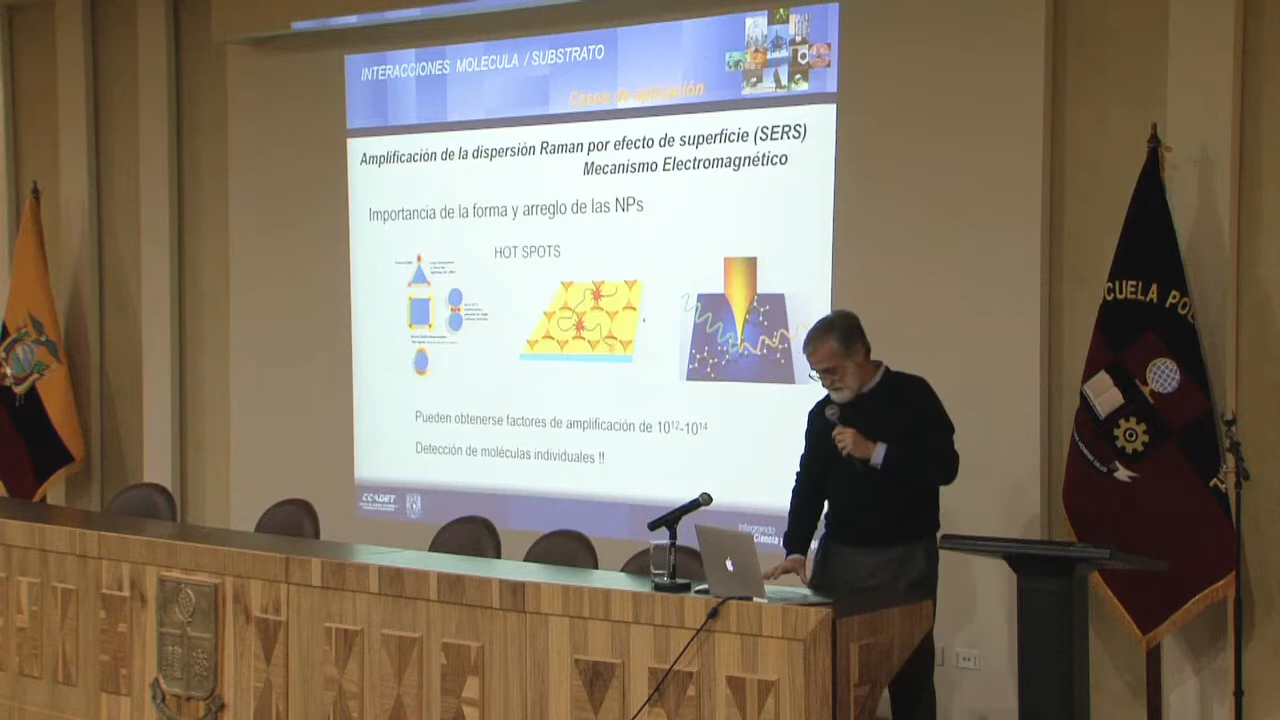 INTERACCIONES MOLECULA / SUBSTRATO
Casos de aplicación
Amplificación de la dispersión Raman por efecto de superficie (SERS)
Mecanismo Electromagnético
Importancia de la forma y arreglo de las NPs
HOT SPOTS
Pueden obtenerse factores de amplificación de 10¹²-10¹⁴
Detección de moléculas individuales !!
CCADET
Integrando
Ciencia
CUELA POL